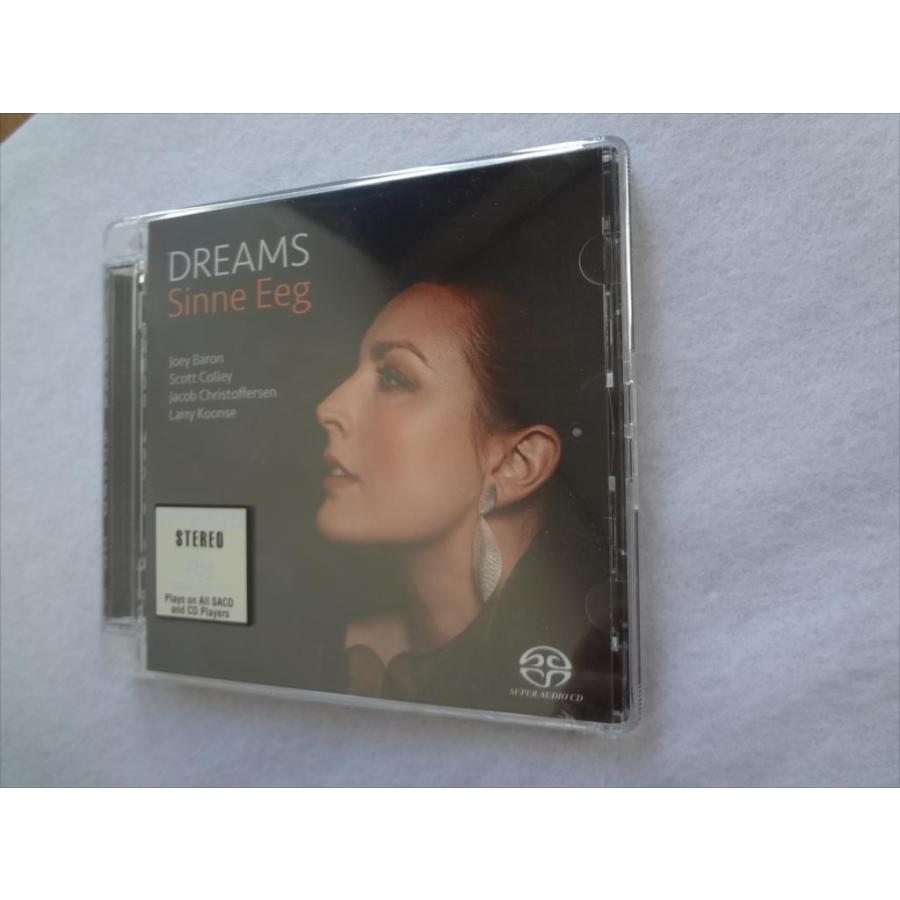 DREAMS
Sinne Eeg
Joey Baron
Scott Colley
Jacob Christoffersen
Larry Koonse
STEREO
Plays on All SACD
and CD Players
SUPER AUDIO CD